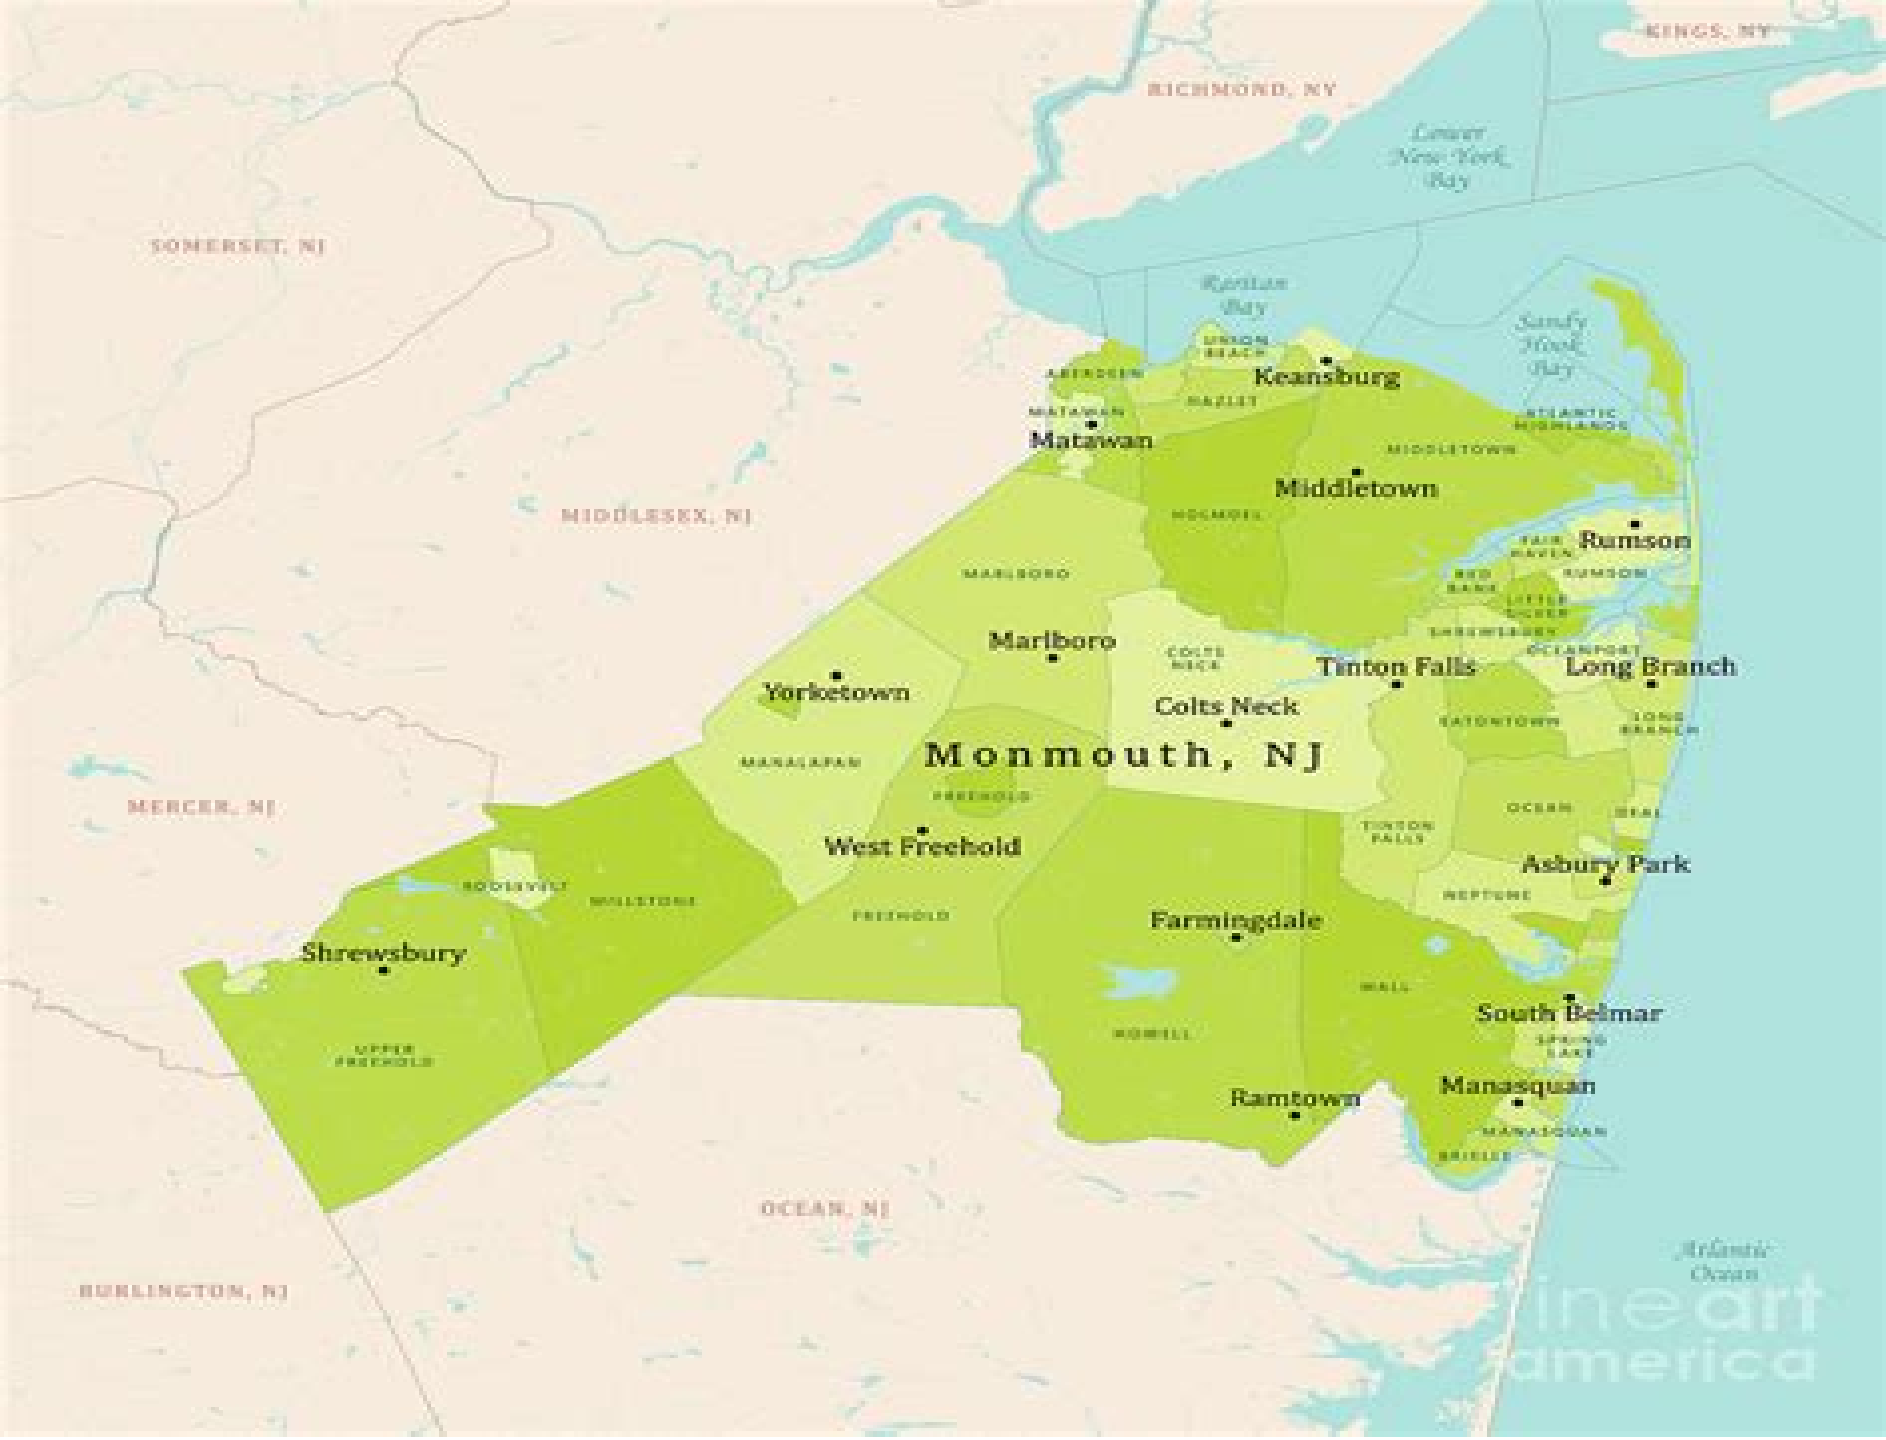 KINGS, NY
RICHMOND, NY
Lower
New York
Bay
SOMERSET, NJ
Raritan
Bay
Sandy
Hook
Bay
UNION
BEACH
ABERDEEN
Keansburg
HAZLET
MATAWAN
Matawan
ATLANTIC
HIGHLANDS
MIDDLETOWN
Middletown
MIDDLESEX, NJ
HOLMDEL
FAIR
HAVEN
Rumson
RUMSON
RED
BANK
LITTLE
SILVER
MARLBORO
Marlboro
COLTS
NECK
SHREWSBURY
OCEANPORT
Tinton Falls
Long Branch
Yorketown
Colts Neck
EATONTOWN
LONG
BRANCH
MANALAPAN
Monmouth, NJ
FREEHOLD
MERCER, NJ
OCEAN
DEAL
TINTON
FALLS
West Freehold
Asbury Park
ROOSEVELT
MILLSTONE
NEPTUNE
FREEHOLD
Farmingdale
Shrewsbury
WALL
South Belmar
HOWELL
SPRING
LAKE
UPPER
FREEHOLD
Manasquan
Ramtown
MANASQUAN
BRIELLE
OCEAN, NJ
BURLINGTON, NJ
Atlantic
Ocean
fineart
america